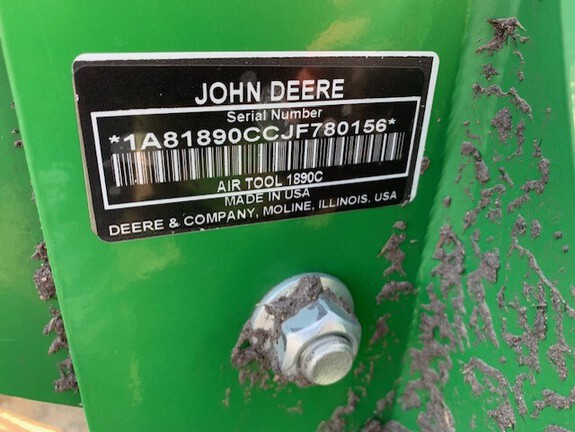 JOHN DEERE
Serial Number
*1A81890CCJF780156*
AIR TOOL 1890C
MADE IN USA
DEERE & COMPANY, MOLINE, ILLINOIS, USA